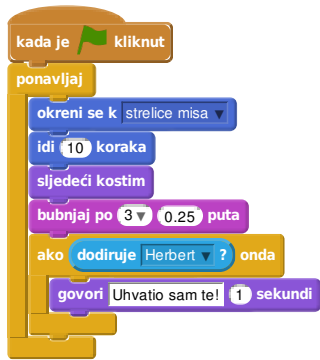 kada je kliknut
ponavljaj
okreni se k strelice misa
idi 10 koraka
sljedeći kostim
bubnjaj po 3 0.25 puta
ako dodiruje Herbert ? onda
govori Uhvatio sam te! 1 sekundi